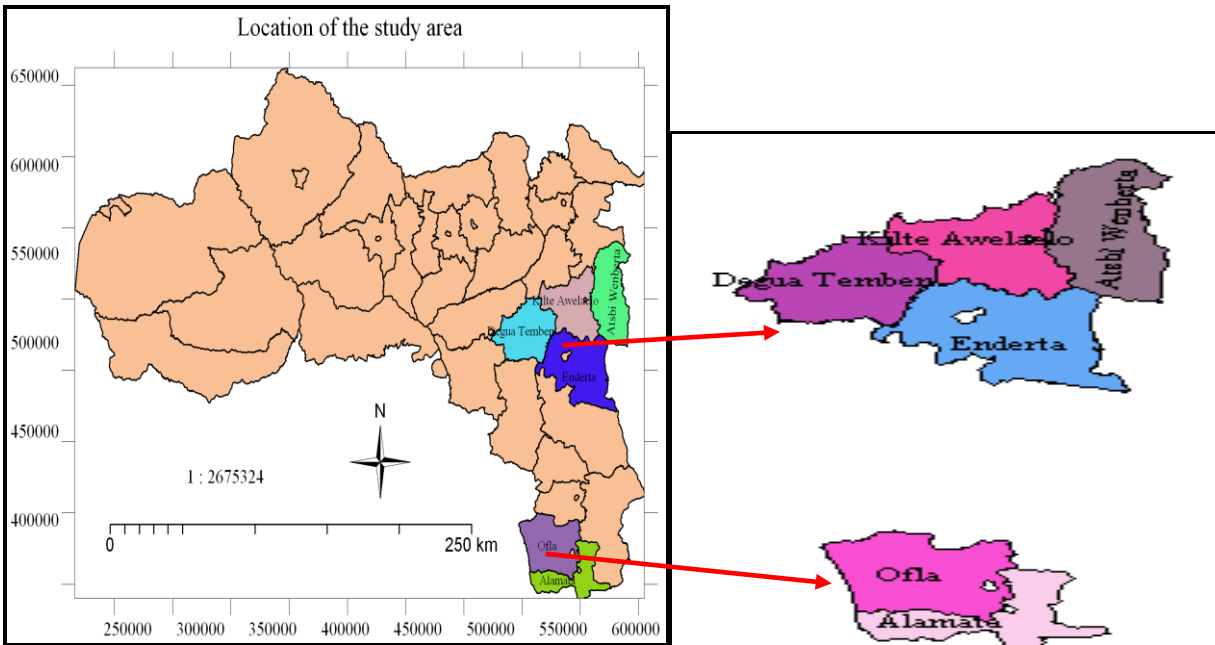 Location of the study area
650000
600000
550000
500000
450000
400000
Kilte Awelaelo
Atsbi Wenberta
Degua Temben
Enderta
N
1 : 2675324
0
250 km
Ofla
Alamata
250000 300000 350000 400000 450000 500000 550000 600000
Kilte Awelaelo
Atsbi Wenberta
Degua Temben
Enderta
Ofla
Alamata